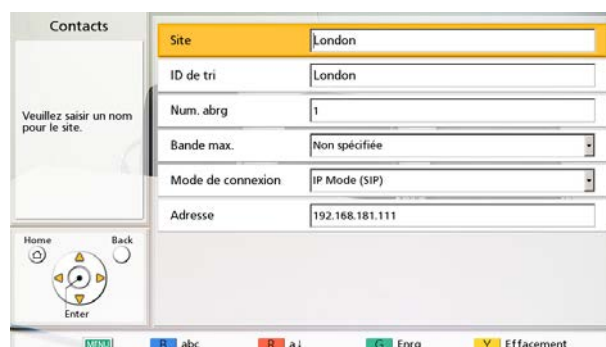 Contacts
Veuillez saisir un nom
pour le site.
Site London
ID de tri London
Num. abrg 1
Bande max. Non spécifiée
Mode de connexion IP Mode (SIP)
Adresse 192.168.181.111
Home Back
Enter
MENU B abc R a↓ G Enrg Y Effacement